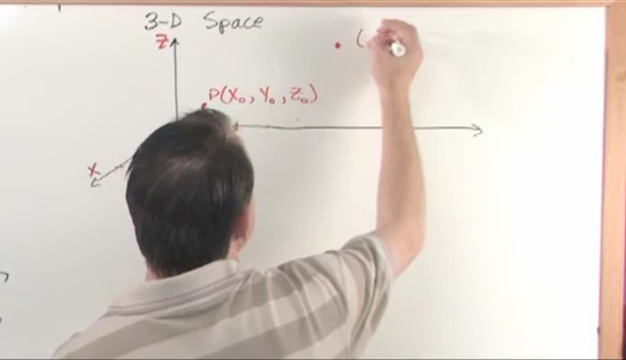 3-D Space
Z
(
P(X₀, Y₀, Z₀)
X